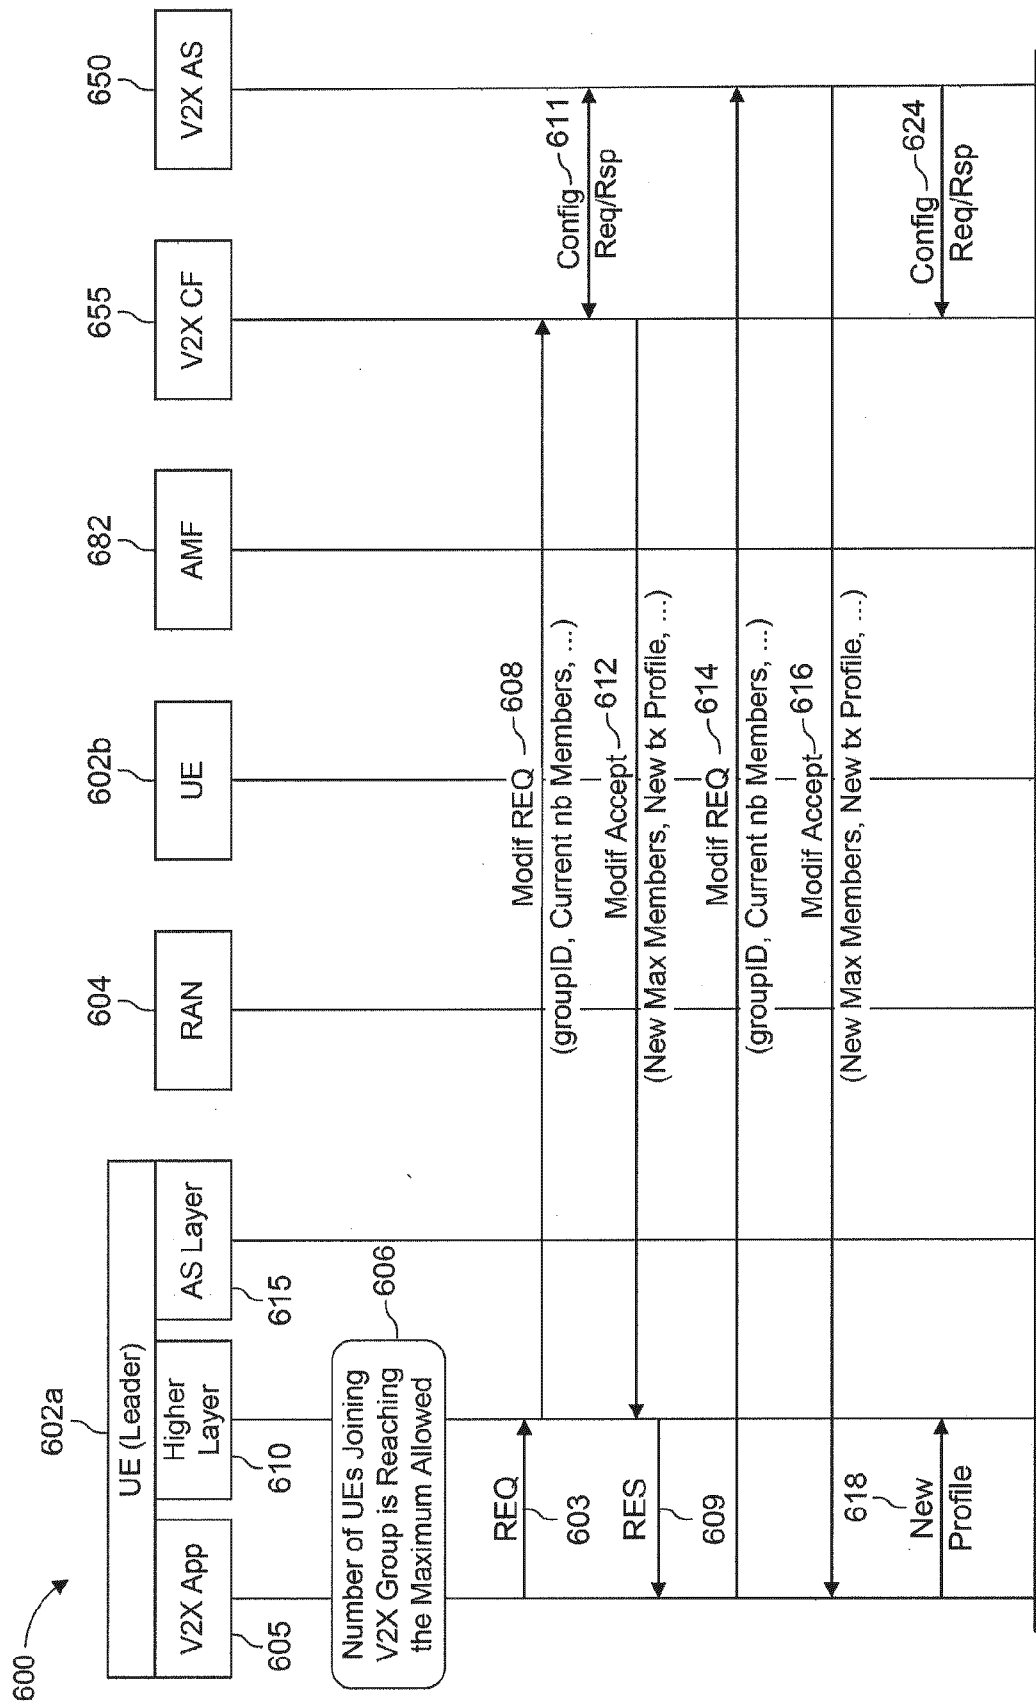 600
602a
UE (Leader)
V2X App
Higher
Layer
AS Layer
605
610
615
604
RAN
602b
UE
682
AMF
655
V2X CF
650
V2X AS
Number of UEs Joining
V2X Group is Reaching
the Maximum Allowed
606
REQ
603
Modif REQ 608
(groupID, Current nb Members, ...)
Config 611
Req/Rsp
Modif Accept 612
(New Max Members, New tx Profile, ...)
RES
609
Modif REQ 614
(groupID, Current nb Members, ...)
Modif Accept 616
(New Max Members, New tx Profile, ...)
618
New
Profile
Config 624
Req/Rsp